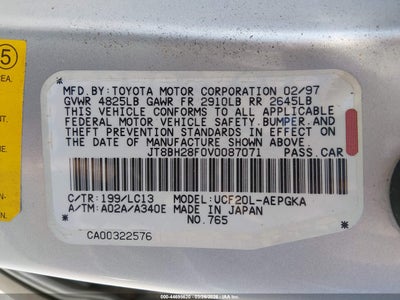 5
REA.
MFD.BY:TOYOTA MOTOR CORPORATION 02/97
GVWR 4825LB GAWR FR 2910LB RR 2645LB
THIS VEHICLE CONFORMS TO ALL APPLICABLE
FEDERAL MOTOR VEHICLE SAFETY,BUMPER,AND
THEFT PREVENTION STANDARDS IN EFFECT ON
THE DATE OF MANUFACTURE SHOWN ABOVE.
JT8BH28F0V0087071 PASS.CAR
C/TR:199/LC13 MODEL:UCF20L-AEPGKA
A/TM:A02A/A340E MADE IN JAPAN
NO.765
CA00322576